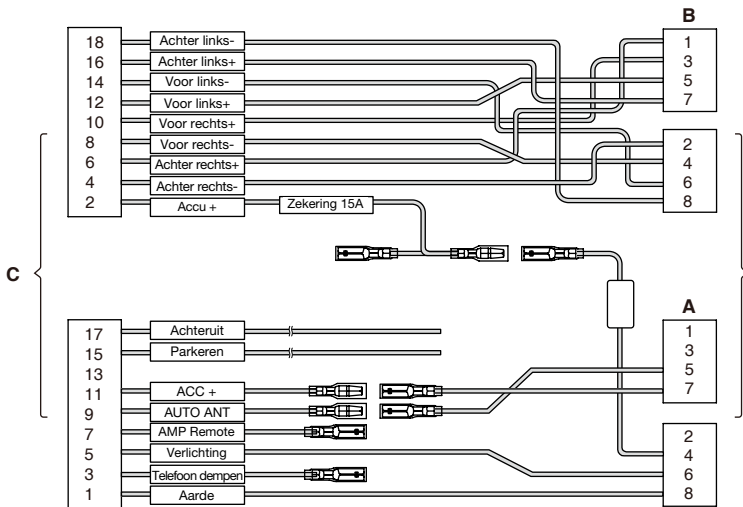 B
18 Achter links- 1
16 Achter links+ 3
14 Voor links- 5
12 Voor links+ 7
10 Voor rechts+
8 Voor rechts- 2
6 Achter rechts+ 4
4 Achter rechts- 6
2 Accu + Zekering 15A 8
C
A
17 Achteruit 1
15 Parkeren 3
13 5
11 ACC + 7
9 AUTO ANT
7 AMP Remote 2
5 Verlichting 4
3 Telefoon dempen 6
1 Aarde 8